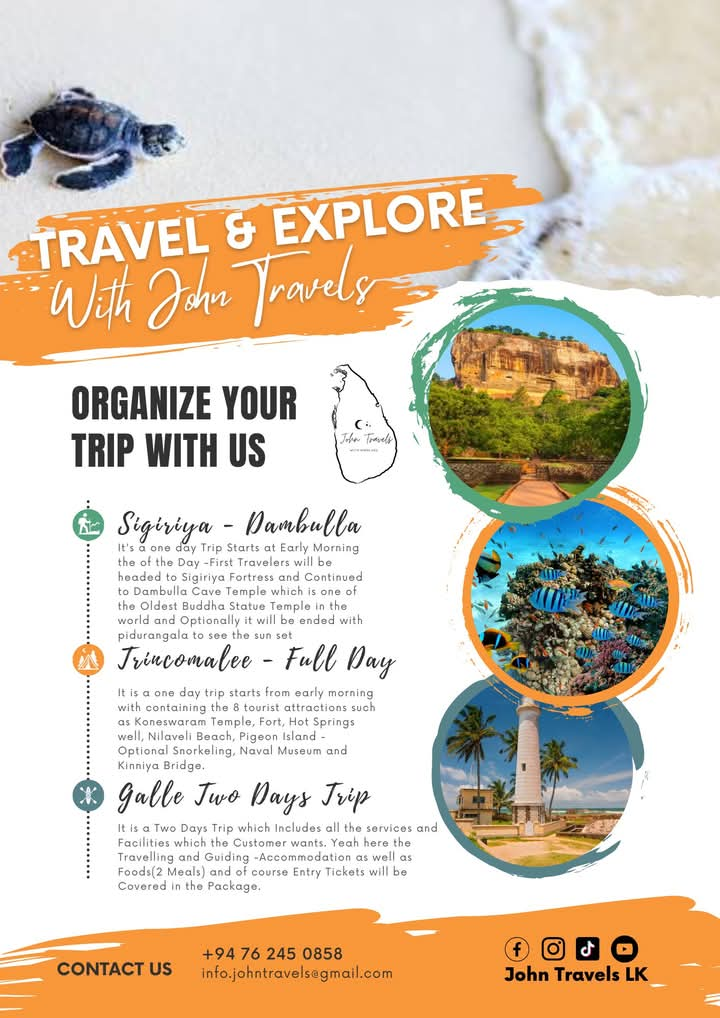 TRAVEL & EXPLORE
With John Travels
ORGANIZE YOUR
TRIP WITH US
John Travels
Sigiriya - Dambulla
It's a one day Trip Starts at Early Morning
the of the Day -First Travelers will be
headed to Sigiriya Fortress and Continued
to Dambulla Cave Temple which is one of
the Oldest Buddha Statue Temple in the
world and Optionally it will be ended with
pidurangala to see the sun set
Trincomalee - Full Day
It is a one day trip starts from early morning
with containing the 8 tourist attractions such
as Koneswaram Temple, Fort, Hot Springs
well, Nilaveli Beach, Pigeon Island -
Optional Snorkeling, Naval Museum and
Kinniya Bridge.
Galle Two Days Trip
It is a Two Days Trip which Includes all the services and
Facilities which the Customer wants. Yeah here the
Travelling and Guiding -Accommodation as well as
Foods(2 Meals) and of course Entry Tickets will be
Covered in the Package.
CONTACT US
+94 76 245 0858
info.johntravels@gmail.com
John Travels LK